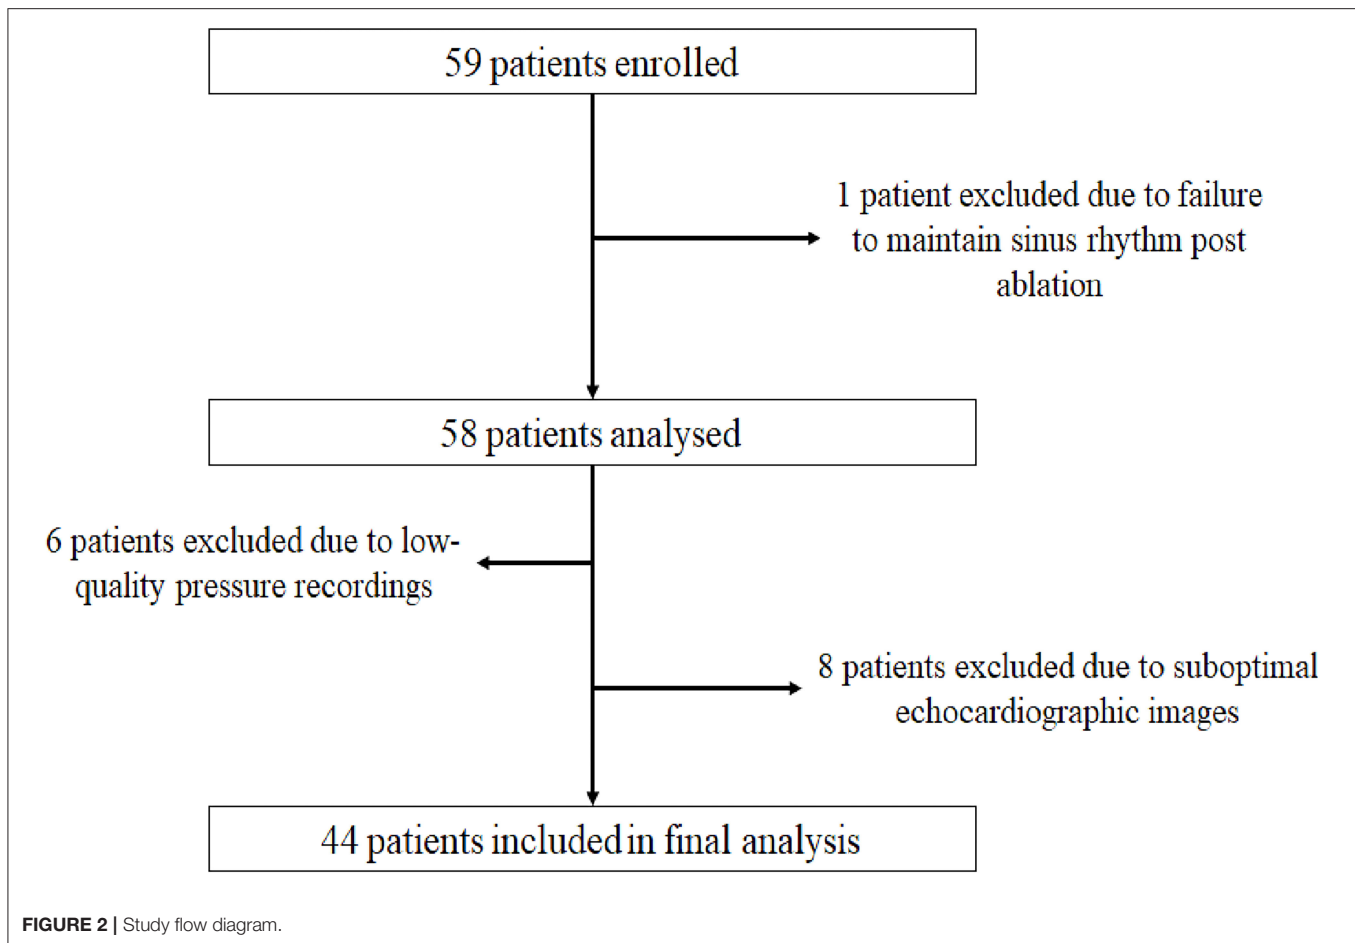 59 patients enrolled
1 patient excluded due to failure
to maintain sinus rhythm post
ablation
58 patients analysed
6 patients excluded due to low-
quality pressure recordings
8 patients excluded due to suboptimal
echocardiographic images
44 patients included in final analysis
FIGURE 2 | Study flow diagram.